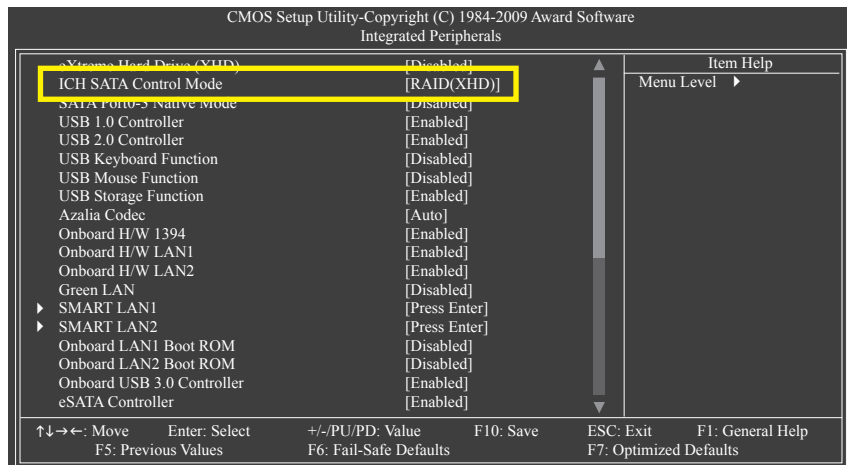 CMOS Setup Utility-Copyright (C) 1984-2009 Award Software
Integrated Peripherals
eXtreme Hard Drive (XHD) [Disabled] Item Help
ICH SATA Control Mode [RAID(XHD)] Menu Level
SATA Port0-3 Native Mode [Disabled]
USB 1.0 Controller [Enabled]
USB 2.0 Controller [Enabled]
USB Keyboard Function [Disabled]
USB Mouse Function [Disabled]
USB Storage Function [Enabled]
Azalia Codec [Auto]
Onboard H/W 1394 [Enabled]
Onboard H/W LAN1 [Enabled]
Onboard H/W LAN2 [Enabled]
Green LAN [Disabled]
SMART LAN1 [Press Enter]
SMART LAN2 [Press Enter]
Onboard LAN1 Boot ROM [Disabled]
Onboard LAN2 Boot ROM [Disabled]
Onboard USB 3.0 Controller [Enabled]
eSATA Controller [Enabled]
↑↓→←: Move Enter: Select +/-/PU/PD: Value F10: Save ESC: Exit F1: General Help
F5: Previous Values F6: Fail-Safe Defaults F7: Optimized Defaults